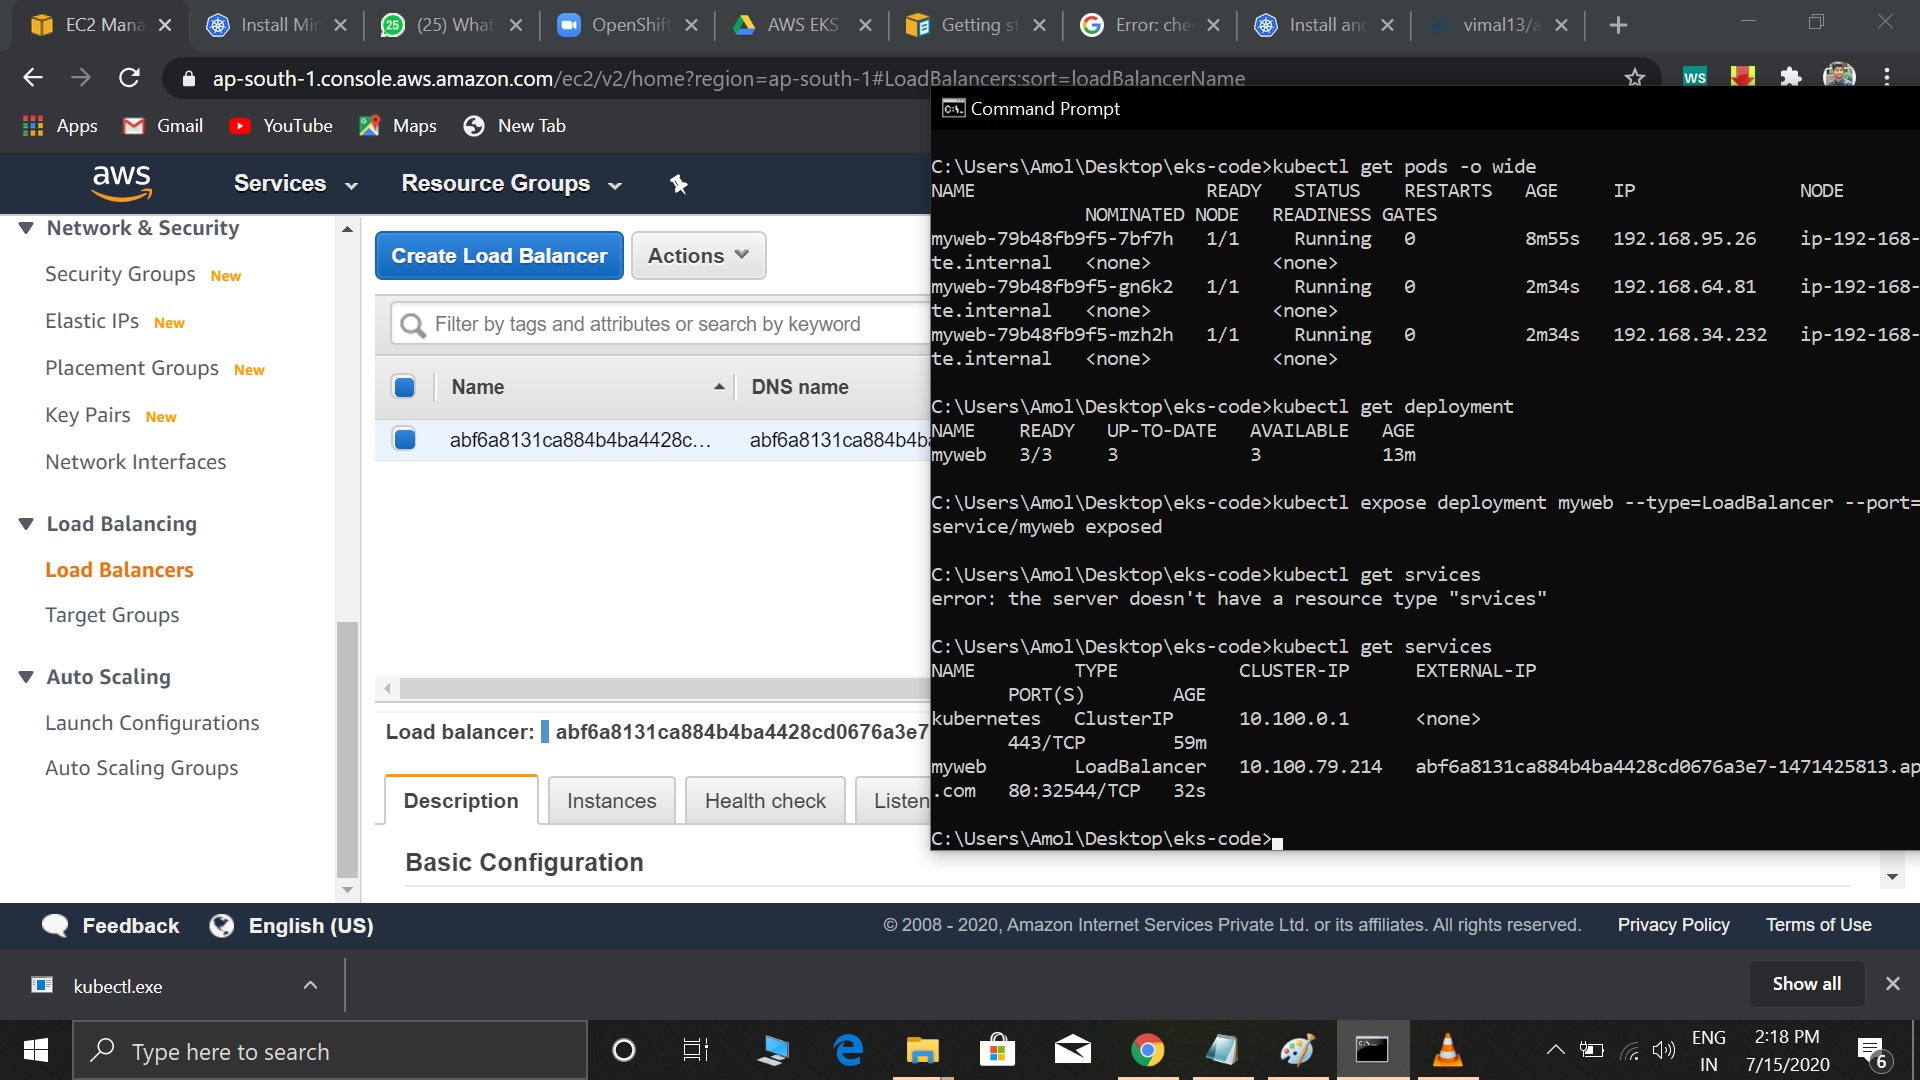 EC2 Mana
Install Mi
(25) What
OpenShift
AWS EKS
Getting s
Error: che
Install an
vimal13/a
ap-south-1.console.aws.amazon.com/ec2/v2/home?region=ap-south-1#LoadBalancers:sort=loadBalancerName
WS
Apps
Gmail
YouTube
Maps
New Tab
aws
Services
Resource Groups
Network & Security
Security Groups New
Elastic IPs New
Placement Groups New
Key Pairs New
Network Interfaces
Load Balancing
Load Balancers
Target Groups
Auto Scaling
Launch Configurations
Auto Scaling Groups
Create Load Balancer
Actions
Filter by tags and attributes or search by keyword
Name DNS name
abf6a8131ca884b4ba4428c... abf6a8131ca884b4b
Load balancer: abf6a8131ca884b4ba4428cd0676a3e7
Description Instances Health check Listen
Basic Configuration
Command Prompt
C:\Users\Amol\Desktop\eks-code>kubectl get pods -o wide
NAME READY STATUS RESTARTS AGE IP NODE
NOMINATED NODE READINESS GATES
myweb-79b48fb9f5-7bf7h 1/1 Running 0 8m55s 192.168.95.26 ip-192-168-
te.internal <none> <none>
myweb-79b48fb9f5-gn6k2 1/1 Running 0 2m34s 192.168.64.81 ip-192-168-
te.internal <none> <none>
myweb-79b48fb9f5-mzh2h 1/1 Running 0 2m34s 192.168.34.232 ip-192-168-
te.internal <none> <none>
C:\Users\Amol\Desktop\eks-code>kubectl get deployment
NAME READY UP-TO-DATE AVAILABLE AGE
myweb 3/3 3 3 13m
C:\Users\Amol\Desktop\eks-code>kubectl expose deployment myweb --type=LoadBalancer --port=
service/myweb exposed
C:\Users\Amol\Desktop\eks-code>kubectl get srvices
error: the server doesn't have a resource type "srvices"
C:\Users\Amol\Desktop\eks-code>kubectl get services
NAME TYPE CLUSTER-IP EXTERNAL-IP
PORT(S) AGE
kubernetes ClusterIP 10.100.0.1 <none>
443/TCP 59m
myweb LoadBalancer 10.100.79.214 abf6a8131ca884b4ba4428cd0676a3e7-1471425813.ap
.com 80:32544/TCP 32s
C:\Users\Amol\Desktop\eks-code>
Feedback
English (US)
© 2008 - 2020, Amazon Internet Services Private Ltd. or its affiliates. All rights reserved.
Privacy Policy
Terms of Use
kubectl.exe
Show all
Type here to search
ENG
IN
2:18 PM
7/15/2020
6